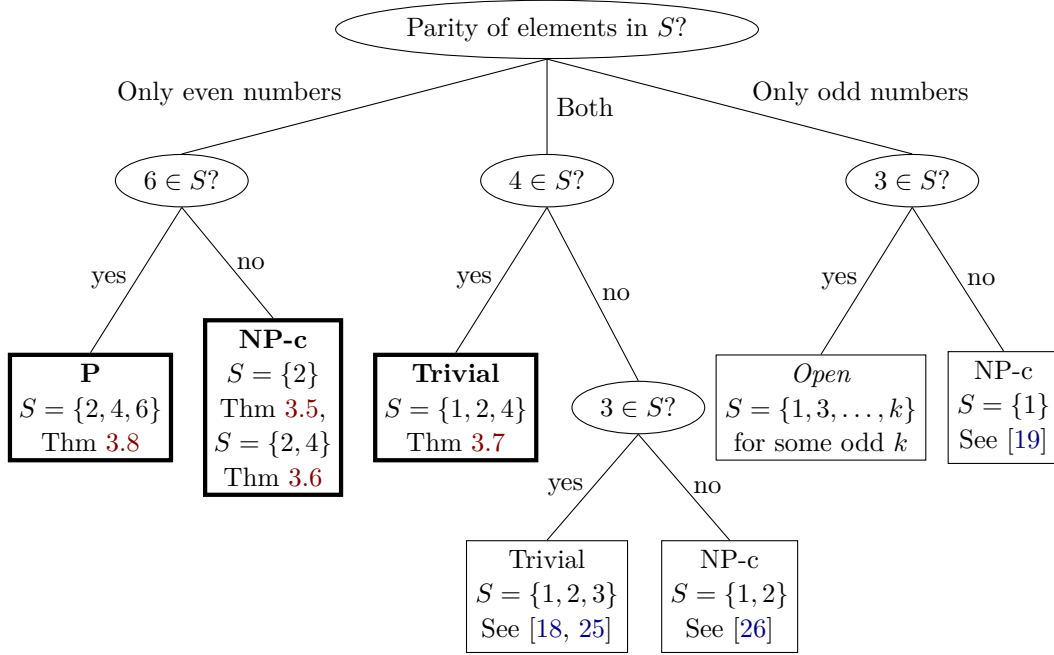 Parity of elements in S?
Only even numbers
Both
Only odd numbers
6 ∈ S?
4 ∈ S?
3 ∈ S?
yes
no
yes
no
yes
no
P
S = {2, 4, 6}
Thm 3.8
NP-c
S = {2}
Thm 3.5,
S = {2, 4}
Thm 3.6
Trivial
S = {1, 2, 4}
Thm 3.7
3 ∈ S?
Open
S = {1, 3, . . . , k}
for some odd k
NP-c
S = {1}
See [19]
yes
no
Trivial
S = {1, 2, 3}
See [18, 25]
NP-c
S = {1, 2}
See [26]